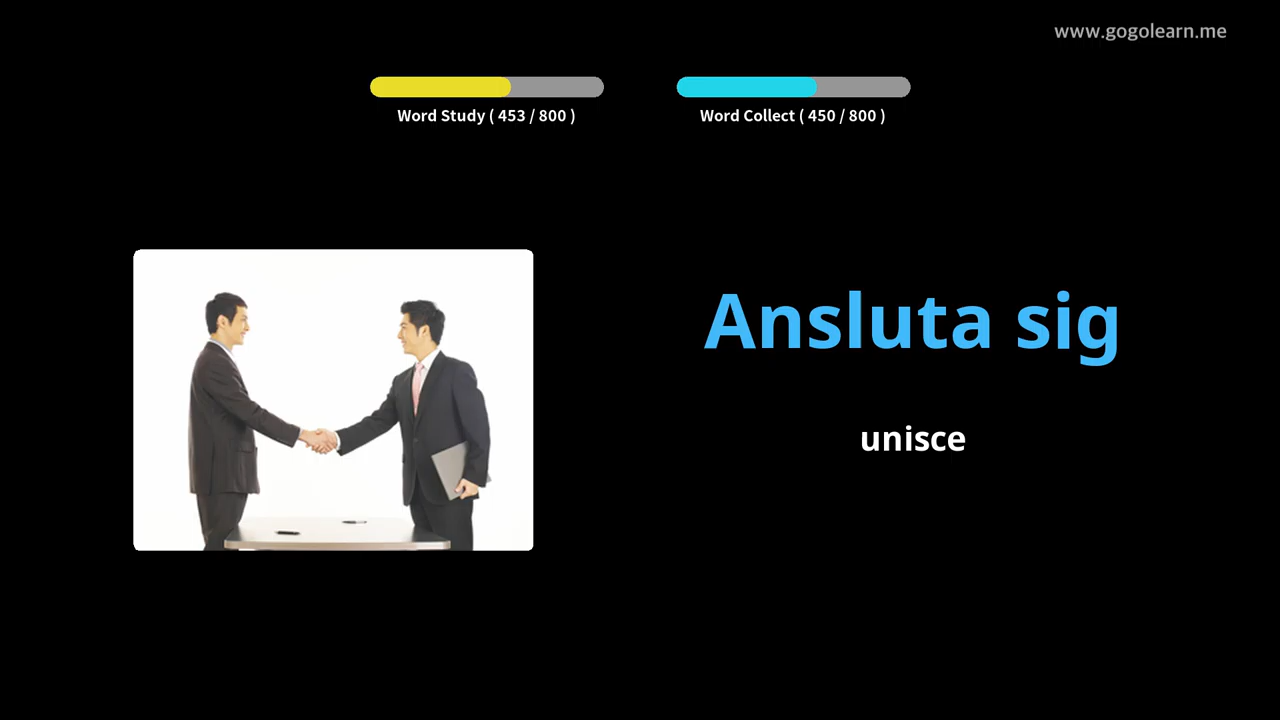 www.gogolearn.me
Word Study ( 453 / 800 )
Word Collect ( 450 / 800 )
Ansluta sig
unisce